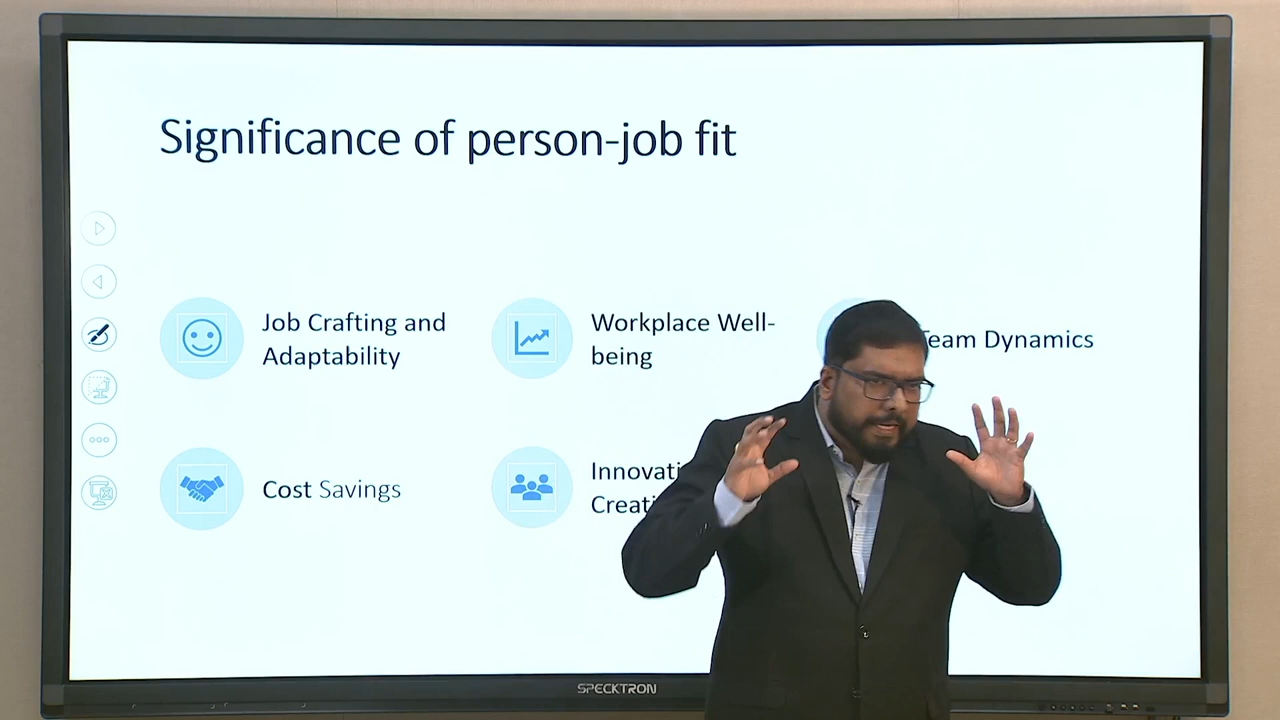 Significance of person-job fit
Job Crafting and
Adaptability
Workplace Well-
being
Team Dynamics
Cost Savings
SPECKTRON